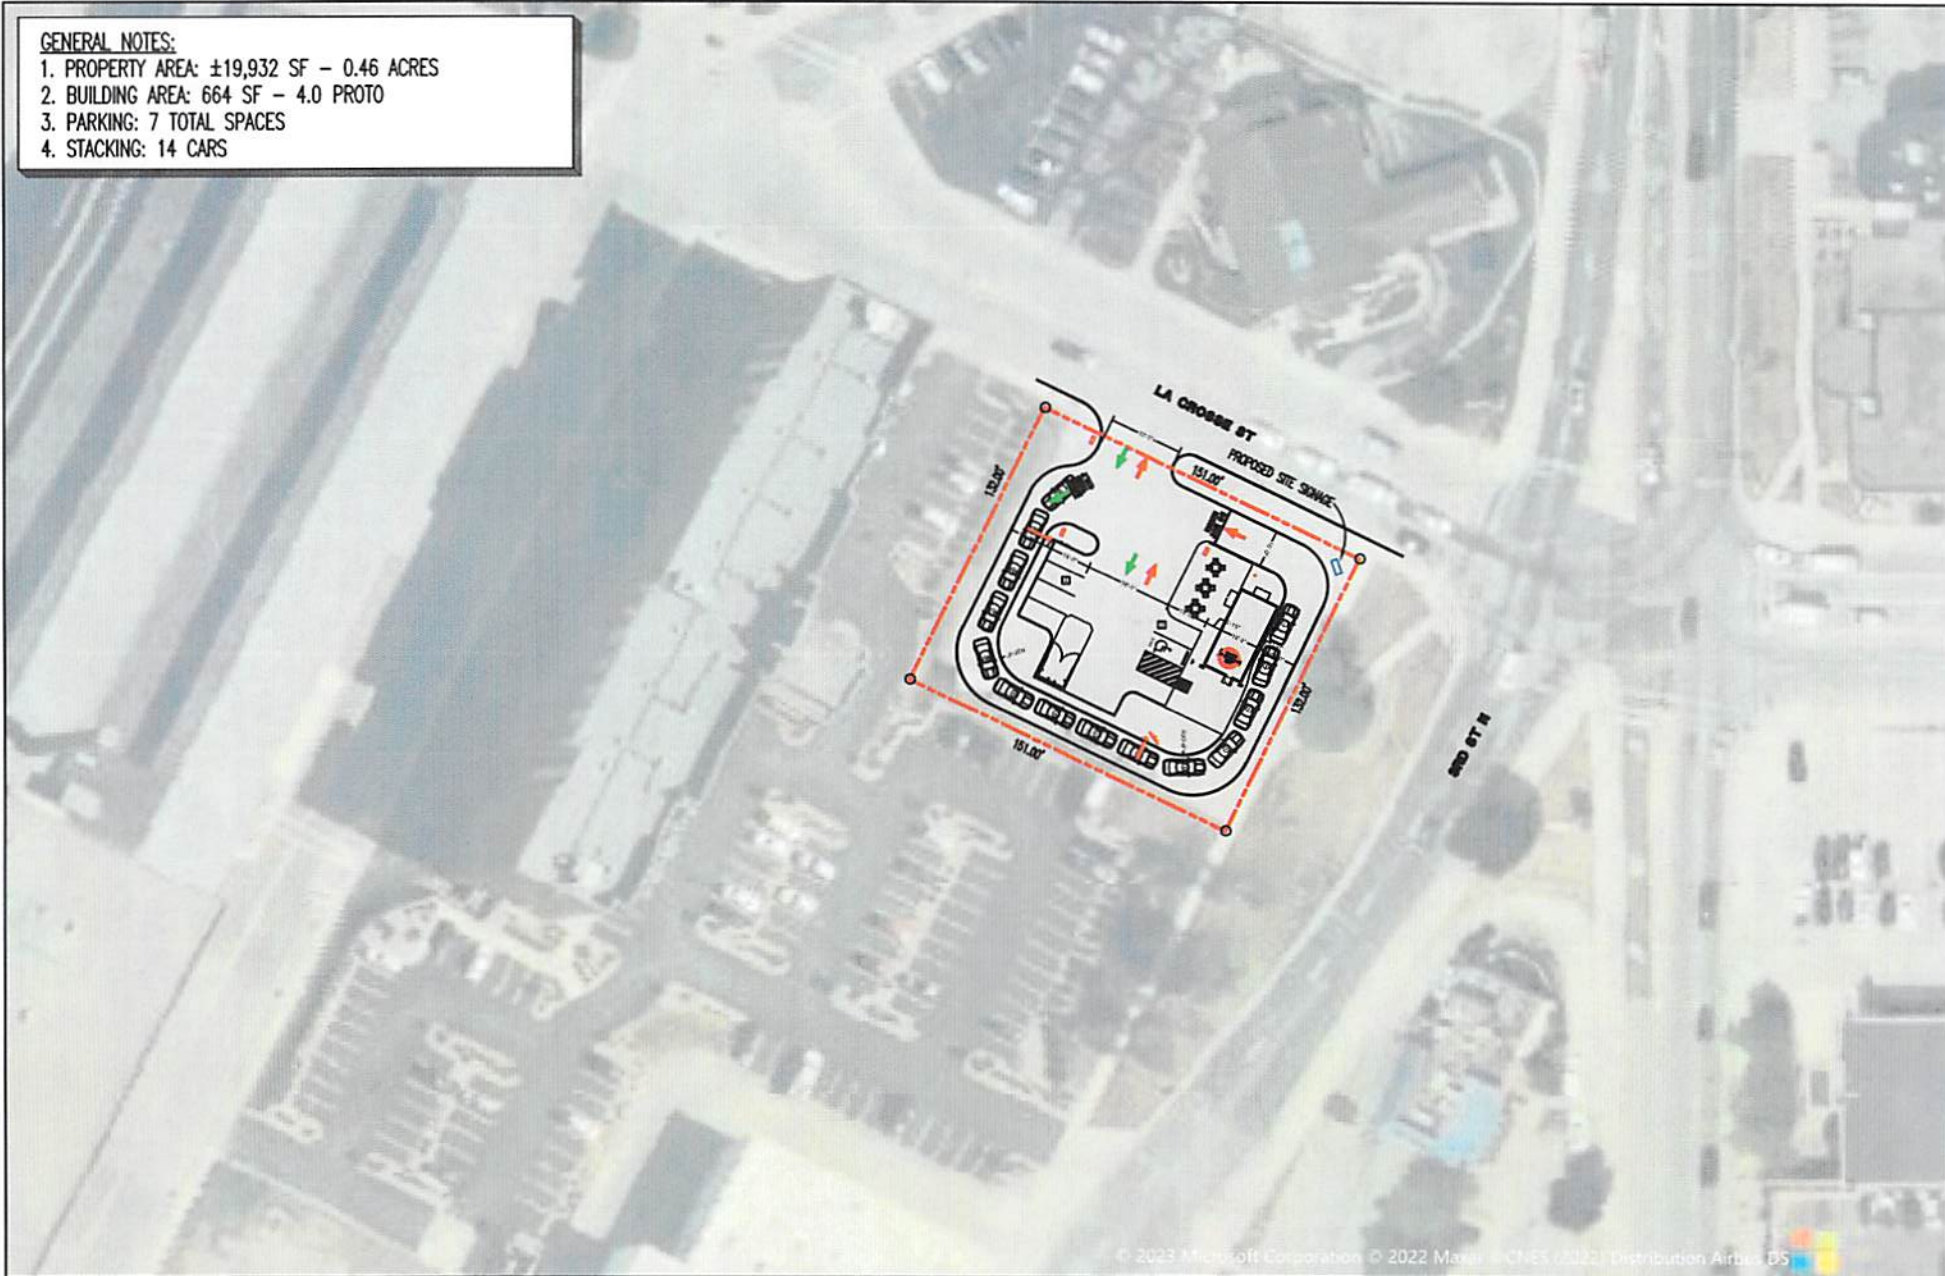 GENERAL NOTES:
1. PROPERTY AREA: ±19,932 SF – 0.46 ACRES
2. BUILDING AREA: 664 SF – 4.0 PROTO
3. PARKING: 7 TOTAL SPACES
4. STACKING: 14 CARS
LA CROSSE ST
PROPOSED SITE SIGNAGE
151.00'
132.00'
132.00'
151.00'
3RD ST N
© 2023 Microsoft Corporation © 2022 Maxar © CNES (2022) Distribution Airbus DS